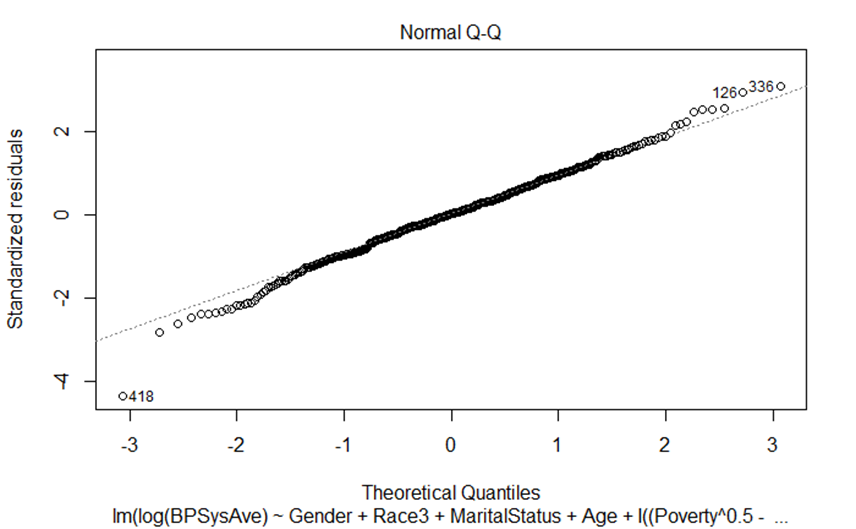 Normal Q-Q
126 336
2
0
-2
-4
418
Standardized residuals
-3 -2 -1 0 1 2 3
Theoretical Quantiles
lm(log(BPSysAve) ~ Gender + Race3 + MaritalStatus + Age + I((Poverty^0.5 - ...